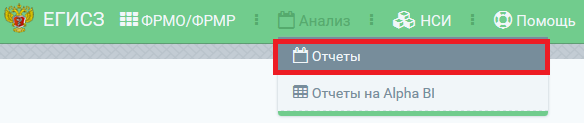 ЕГИСЗ ФРМО/ФРМР Анализ НСИ Помощь
Отчеты
Отчеты на Alpha BI